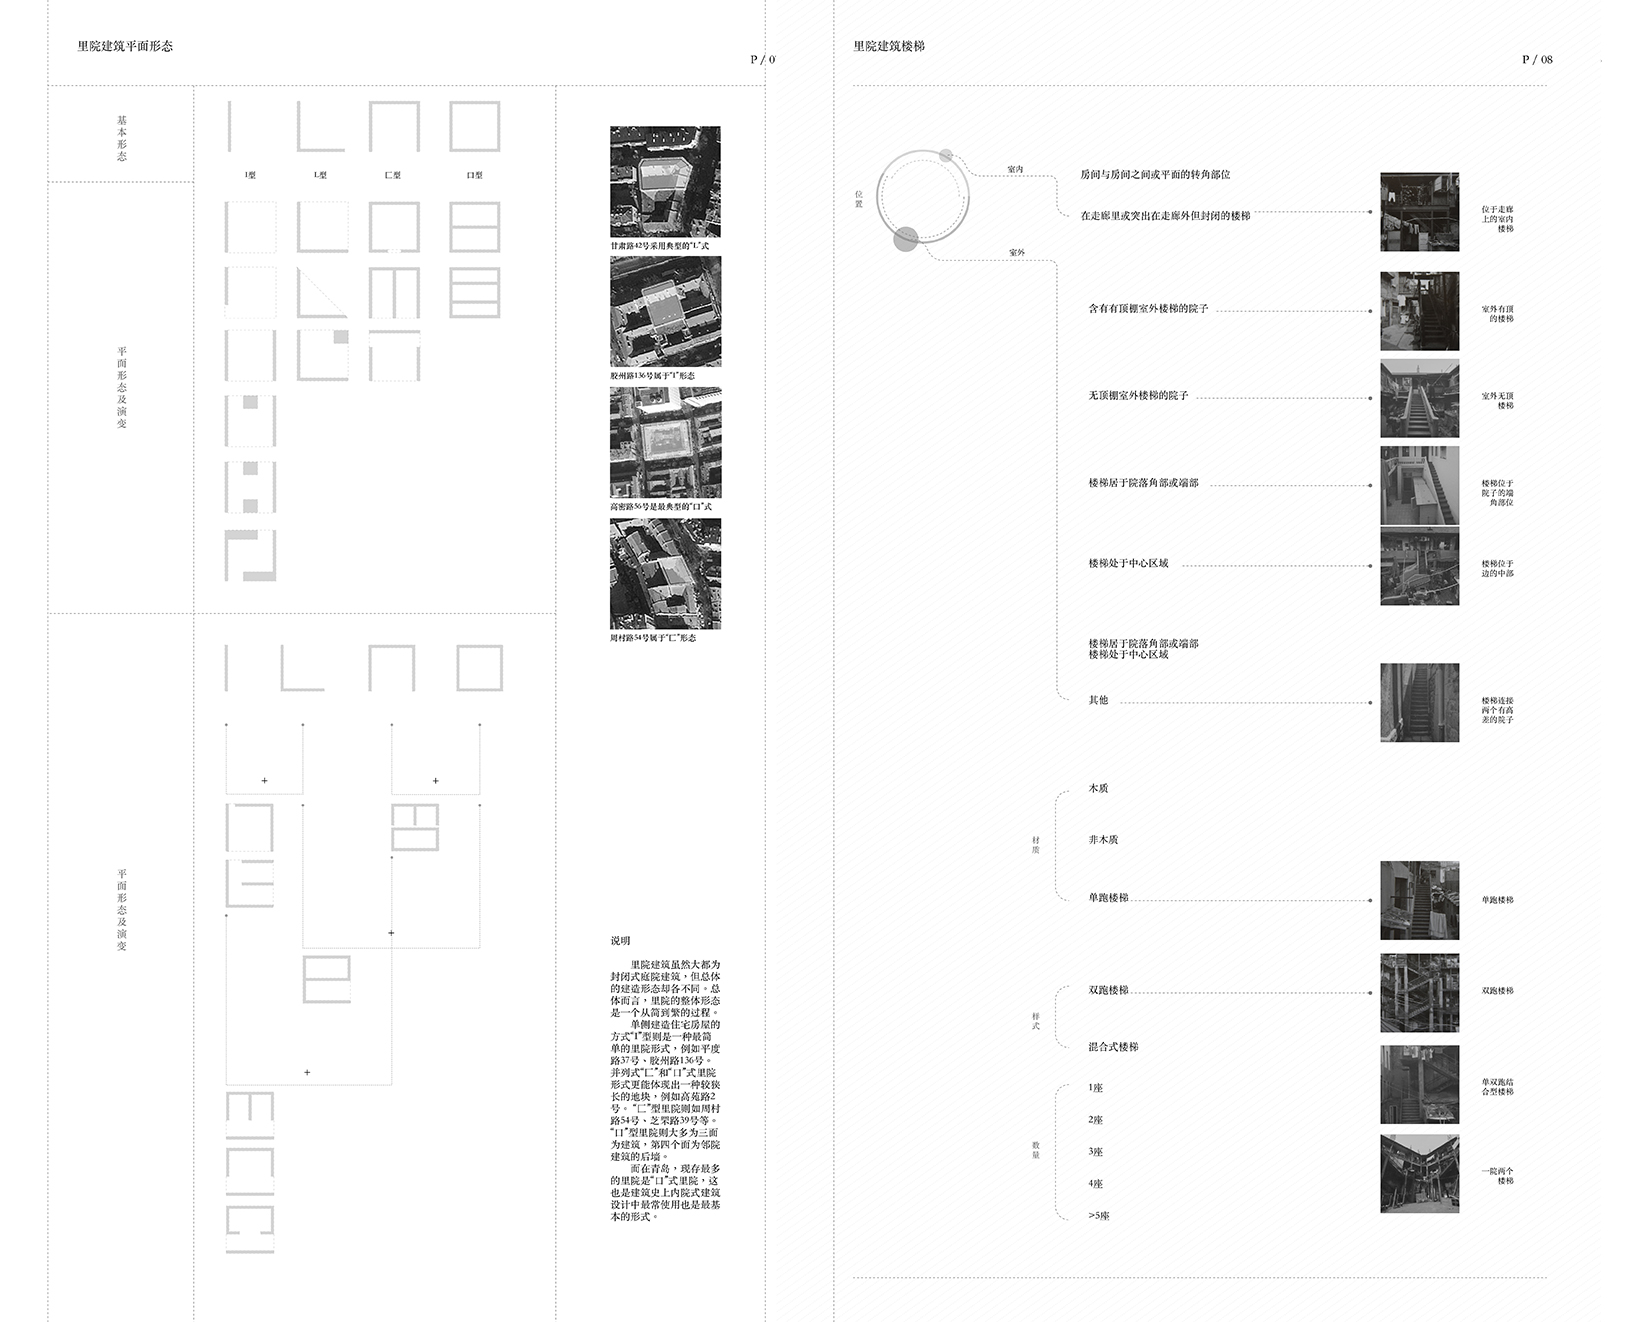 里院建筑平面形态
P / 0
基本形态
I型
L型
匚型
口型
平面形态及演变
平面形态及演变
甘肃路42号采用典型的“L”式
胶州路136号属于“I”形态
高密路56号是最典型的“口”式
周村路54号属于“匚”形态
说明
里院建筑虽然大都为
封闭式庭院建筑，但总体
的建造形态却各不同。总
体而言，里院的整体形态
是一个从简到繁的过程。
单侧建造住宅房屋的
方式“I”型则是一种最简
单的里院形式，例如平度
路37号、胶州路136号。
并列式“匚”和“口”式里院
形式更能体现出一种较狭
长的地块，例如高苑路2
号。“匚”型里院则如周村
路54号、芝罘路39号等。
“口”型里院则大多为三面
为建筑，第四个面为邻院
建筑的后墙。
而在青岛，现存最多
的里院是“口”式里院，这
也是建筑史上内院式建筑
设计中最常使用也是最基
本的形式。
里院建筑楼梯
P / 08
位置
室内
房间与房间之间或平面的转角部位
在走廊里或突出在走廊外但封闭的楼梯
位于走廊
上的室内
楼梯
室外
含有有顶棚室外楼梯的院子
室外有顶
的楼梯
无顶棚室外楼梯的院子
室外无顶
楼梯
楼梯居于院落角部或端部
楼梯位于
院子的端
角部位
楼梯处于中心区域
楼梯位于
边的中部
楼梯居于院落角部或端部
楼梯处于中心区域
其他
楼梯连接
两个有高
差的院子
材质
木质
非木质
单跑楼梯
单跑楼梯
样式
双跑楼梯
双跑楼梯
混合式楼梯
单双跑结
合型楼梯
数量
1座
2座
3座
4座
>5座
一院两个
楼梯